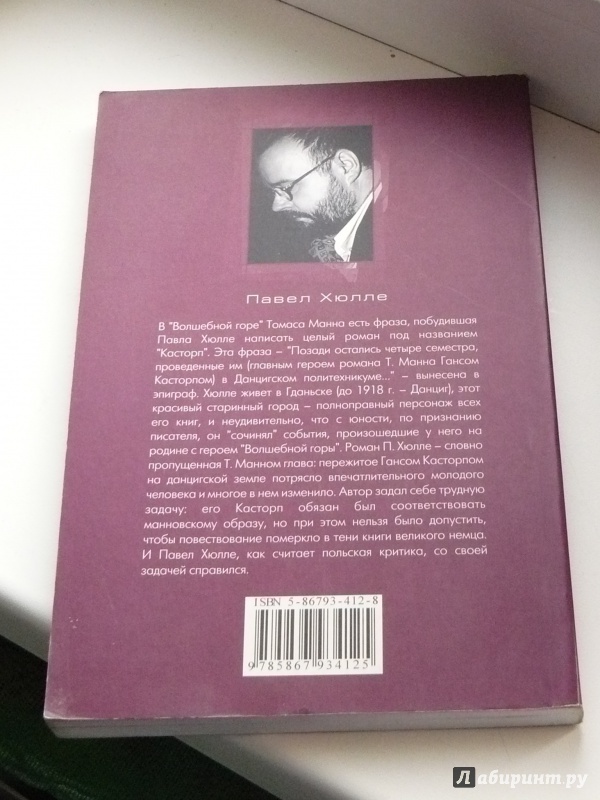 Павел Хюлле
В "Волшебной горе" Томаса Манна есть фраза, побудившая
Павла Хюлле написать целый роман под названием
"Касторп". Эта фраза – "Позади остались четыре семестра,
проведенные им (главным героем романа Т. Манна Гансом
Касторпом) в Данцигском политехникуме..." – вынесена в
эпиграф. Хюлле живет в Гданьске (до 1918 г. – Данциг), этот
красивый старинный город – полноправный персонаж всех
его книг, и неудивительно, что с юности, по признанию
писателя, он "сочинял" события, произошедшие у него на
родине с героем "Волшебной горы". Роман П. Хюлле – словно
пропущенная Т. Манном глава: пережитое Гансом Касторпом
на данцигской земле потрясло впечатлительного молодого
человека и многое в нем изменило. Автор задал себе трудную
задачу: его Касторп обязан был соответствовать
манновскому образу, но при этом нельзя было допустить,
чтобы повествование померкло в тени книги великого немца.
И Павел Хюлле, как считает польская критика, со своей
задачей справился.
ISBN 5-86793-412-8
9 785867 934125
Лабиринт.ру